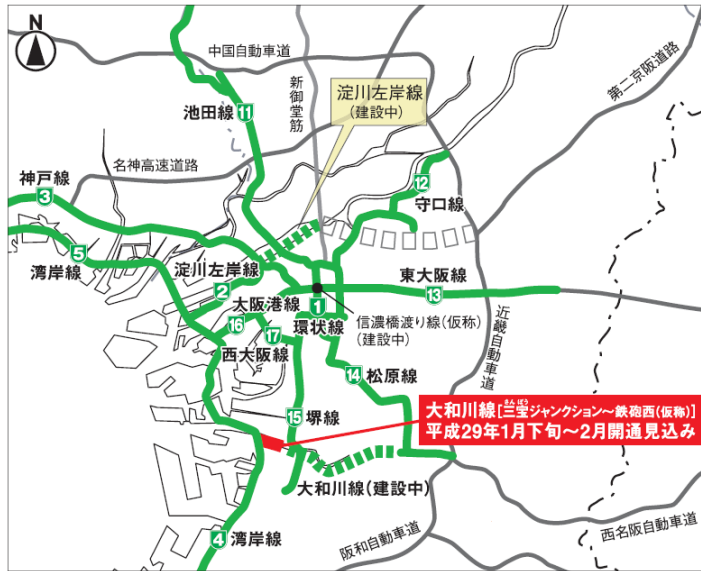 N
中国自動車道
新御堂筋
淀川左岸線
(建設中)
第二京阪道路
池田線
11
名神高速道路
神戸線
3
12
守口線
湾岸線
5
淀川左岸線
2
東大阪線
13
大阪港線
16
1
環状線
信濃橋渡り線(仮称)
(建設中)
近畿自動車道
西大阪線
17
14
松原線
大和川線[三宝ジャンクション〜鉄砲西(仮称)]
さんぽう
平成29年1月下旬〜2月開通見込み
15
堺線
大和川線(建設中)
4
湾岸線
阪和自動車道
西名阪自動車道